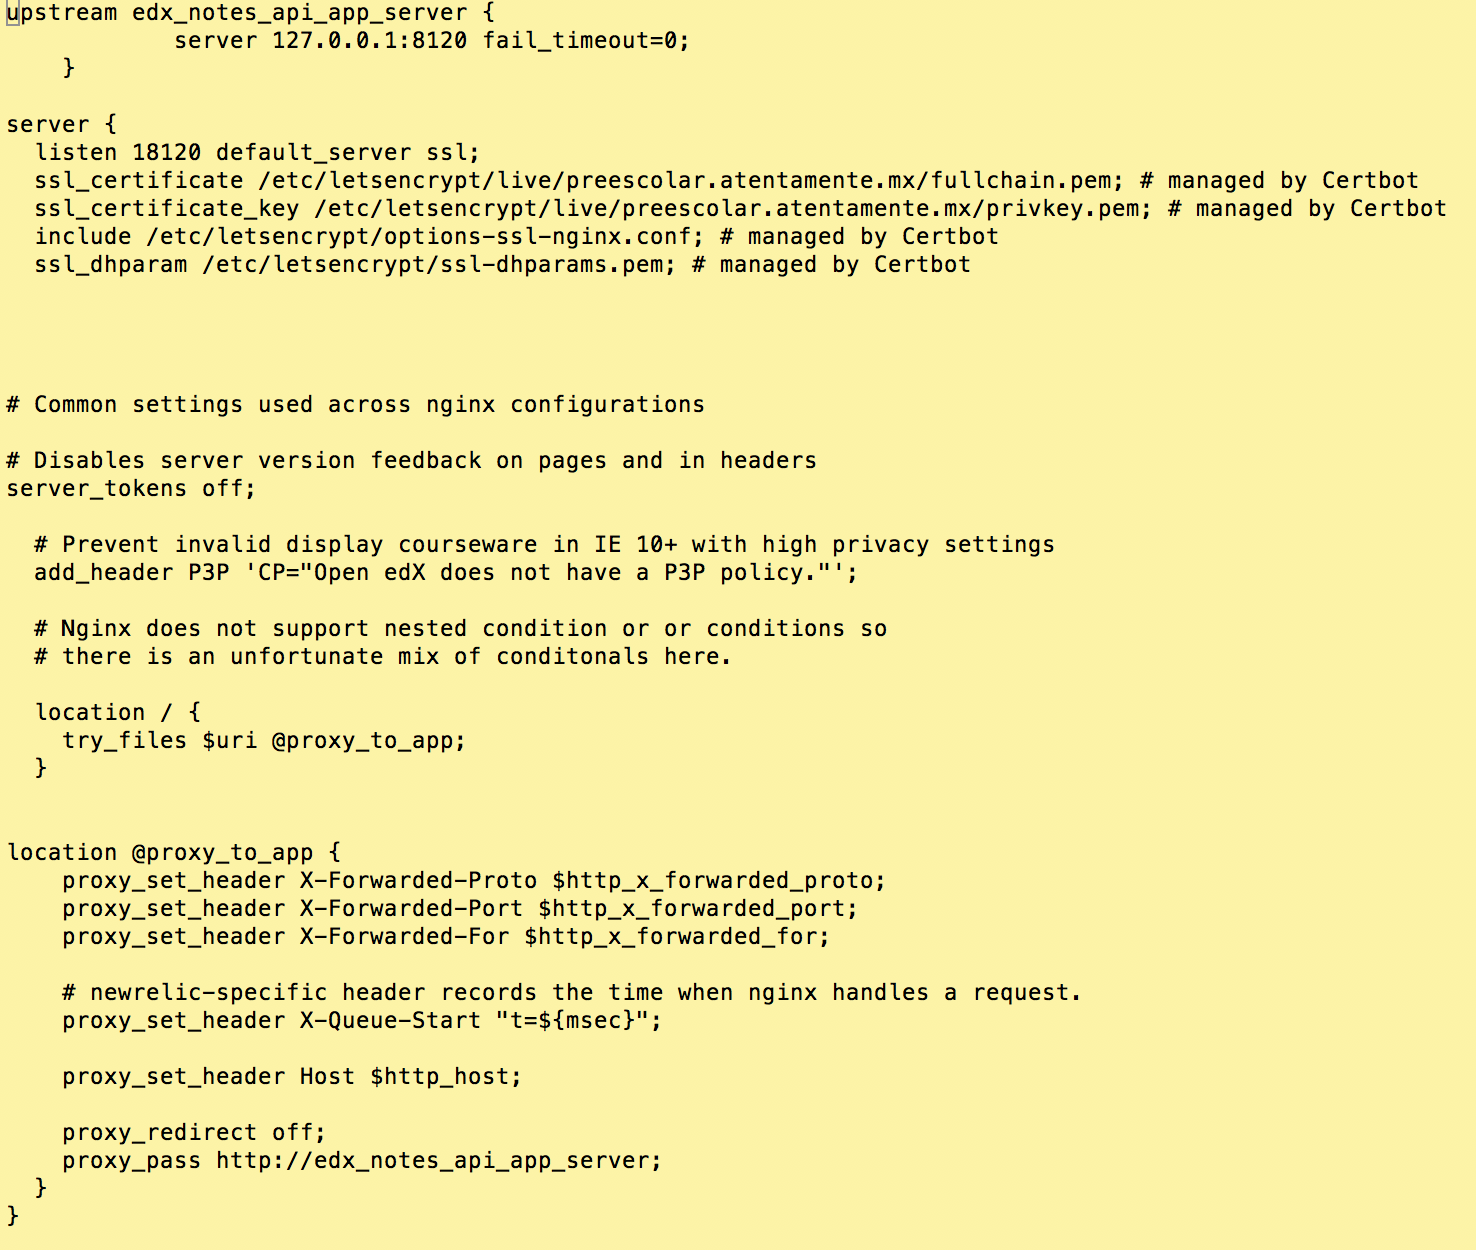 upstream edx_notes_api_app_server {
            server 127.0.0.1:8120 fail_timeout=0;
    }

server {
  listen 18120 default_server ssl;
  ssl_certificate /etc/letsencrypt/live/preescolar.atentamente.mx/fullchain.pem; # managed by Certbot
  ssl_certificate_key /etc/letsencrypt/live/preescolar.atentamente.mx/privkey.pem; # managed by Certbot
  include /etc/letsencrypt/options-ssl-nginx.conf; # managed by Certbot
  ssl_dhparam /etc/letsencrypt/ssl-dhparams.pem; # managed by Certbot

# Common settings used across nginx configurations

# Disables server version feedback on pages and in headers
server_tokens off;

  # Prevent invalid display courseware in IE 10+ with high privacy settings
  add_header P3P 'CP="Open edX does not have a P3P policy."';

  # Nginx does not support nested condition or or conditions so
  # there is an unfortunate mix of conditonals here.

  location / {
    try_files $uri @proxy_to_app;
  }

location @proxy_to_app {
    proxy_set_header X-Forwarded-Proto $http_x_forwarded_proto;
    proxy_set_header X-Forwarded-Port $http_x_forwarded_port;
    proxy_set_header X-Forwarded-For $http_x_forwarded_for;

    # newrelic-specific header records the time when nginx handles a request.
    proxy_set_header X-Queue-Start "t=${msec}";

    proxy_set_header Host $http_host;

    proxy_redirect off;
    proxy_pass http://edx_notes_api_app_server;
  }
}